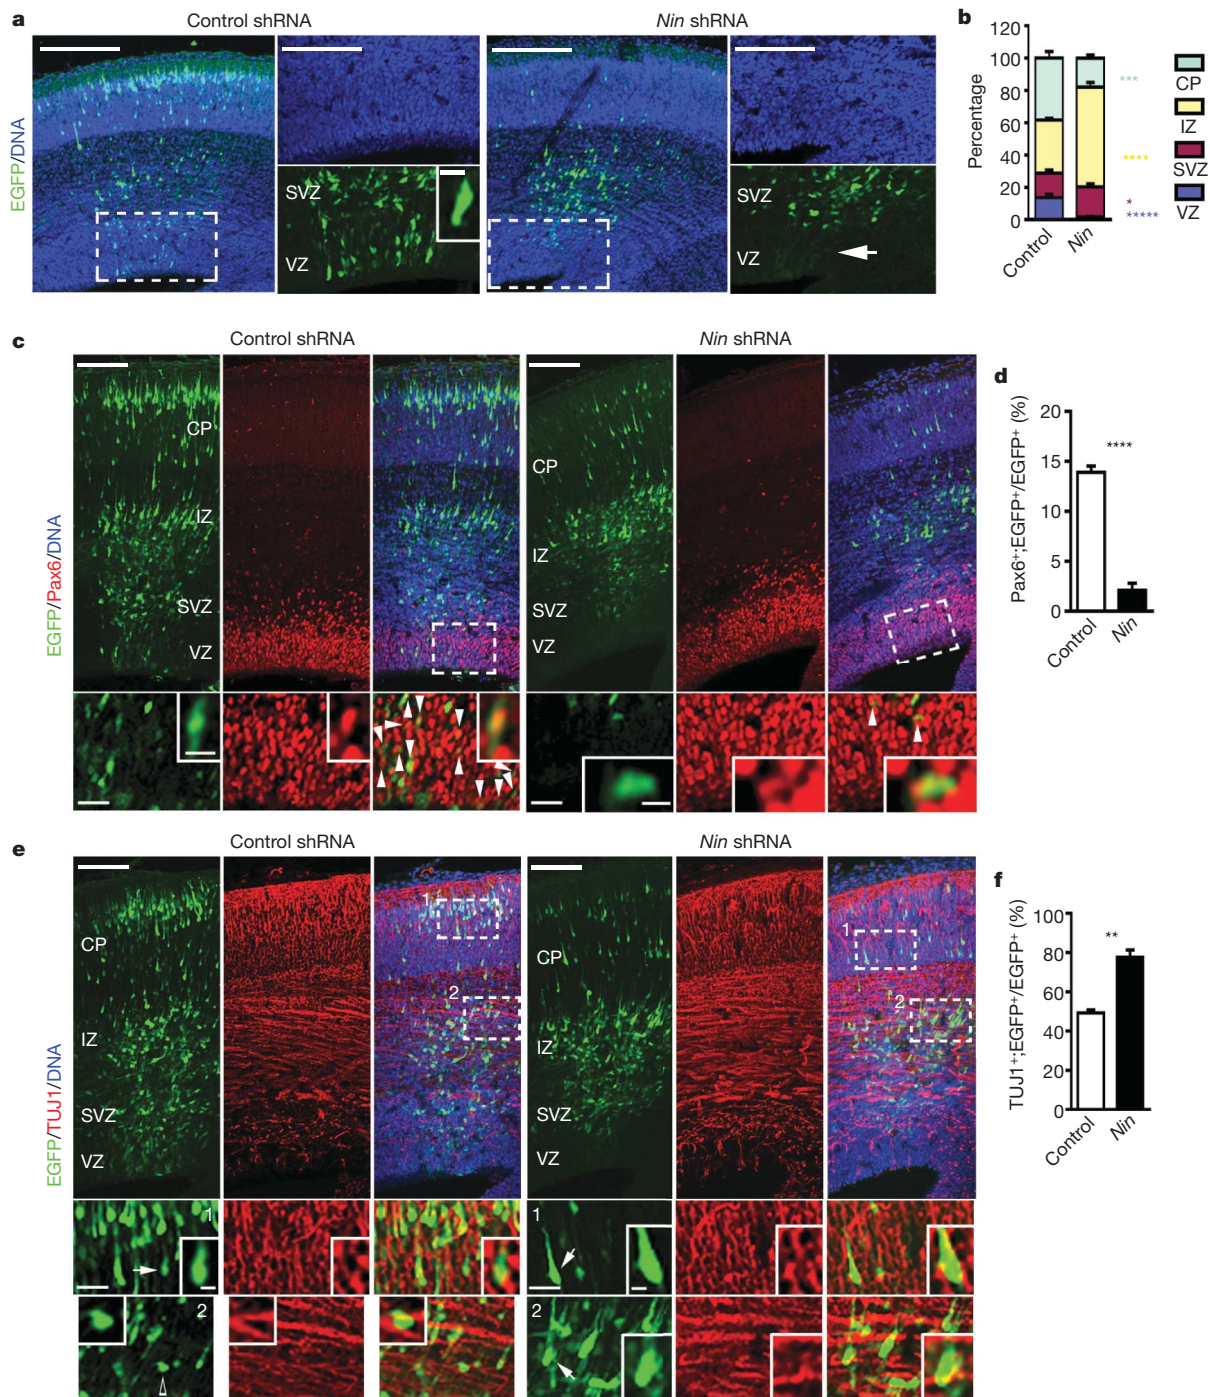 a
Control shRNA
Nin shRNA
EGFP/DNA
SVZ
VZ
SVZ
VZ
b
Percentage
120
100
80
60
40
20
0
Control
Nin
***
****
*
*****
CP
IZ
SVZ
VZ
c
Control shRNA
Nin shRNA
EGFP/Pax6/DNA
CP
IZ
SVZ
VZ
CP
IZ
SVZ
VZ
d
Pax6+;EGFP+/EGFP+ (%)
20
15
10
5
0
****
Control
Nin
e
Control shRNA
Nin shRNA
EGFP/TUJ1/DNA
CP
IZ
SVZ
VZ
1
2
CP
IZ
SVZ
VZ
1
2
1
2
1
2
f
TUJ1+;EGFP+/EGFP+ (%)
100
80
60
40
20
0
**
Control
Nin